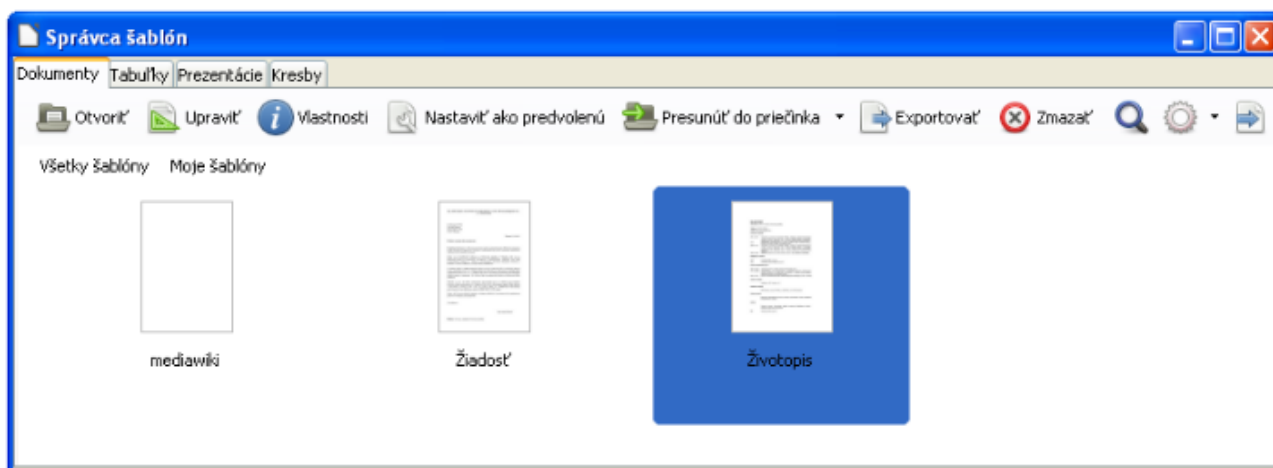 Správca šablón
Dokumenty Tabuľky Prezentácie Kresby
Otvoriť Upraviť Vlastnosti Nastaviť ako predvolenú Presunúť do priečinka Exportovať Zmazať
Všetky šablóny Moje šablóny
mediawiki Žiadosť Životopis